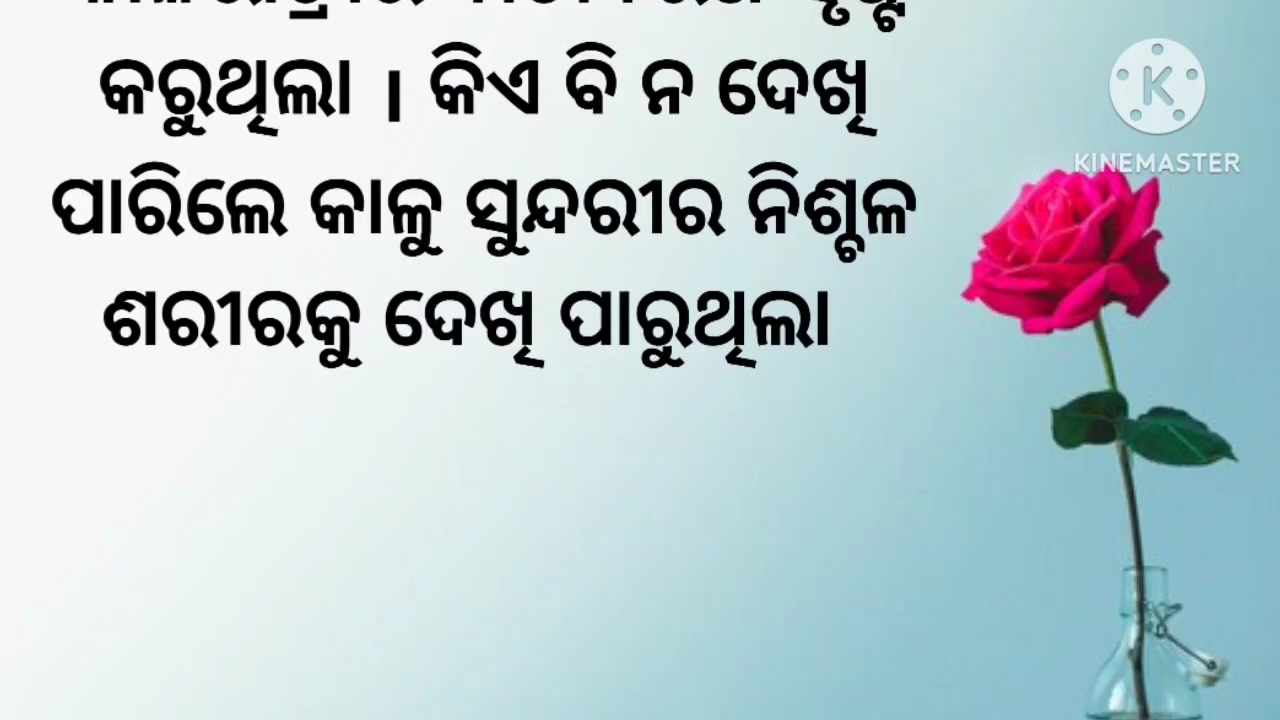 କରୁଥିଲା । କିଏ ବି ନ ଦେଖି
ପାରିଲେ କାଳୁ ସୁନ୍ଦରୀର ନିଶ୍ଚଳ
ଶରୀରକୁ ଦେଖି ପାରୁଥିଲା
K
KINEMASTER